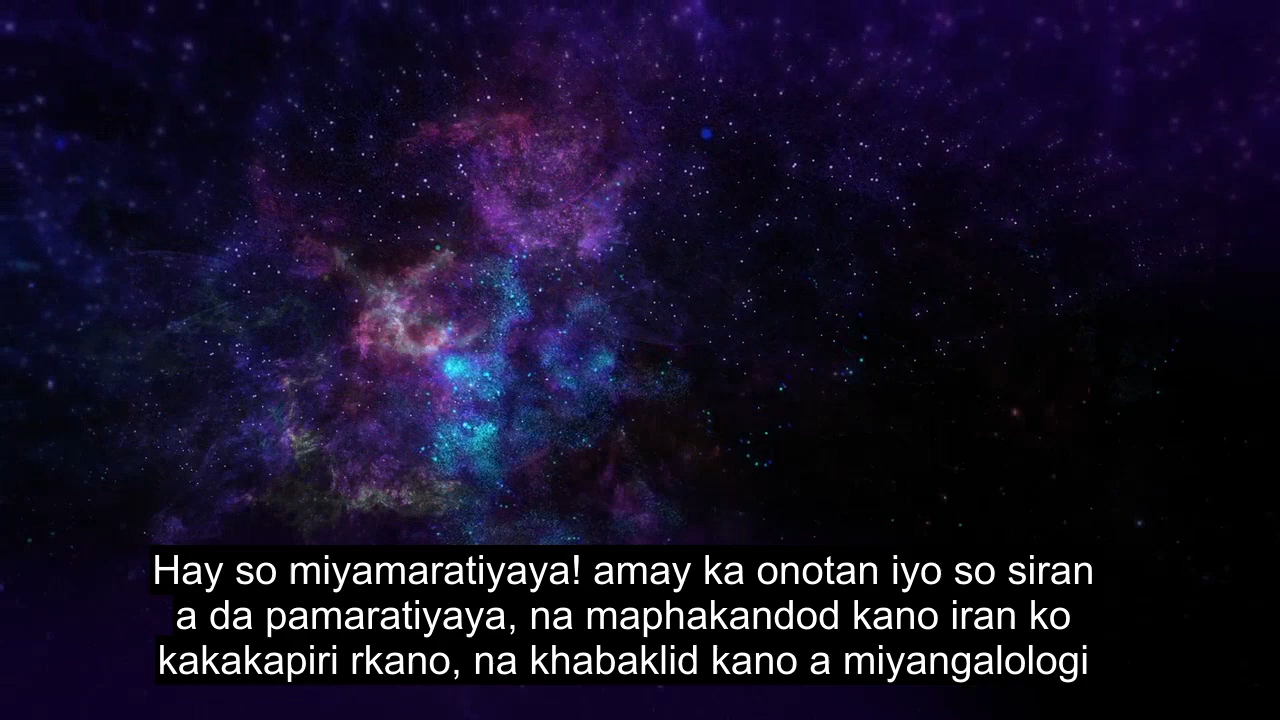 Hay so miyamaratiyaya! amay ka onotan iyo so siran
a da pamaratiyaya, na maphakandod kano iran ko
kakakapiri rkano, na khabaklid kano a miyangalologi